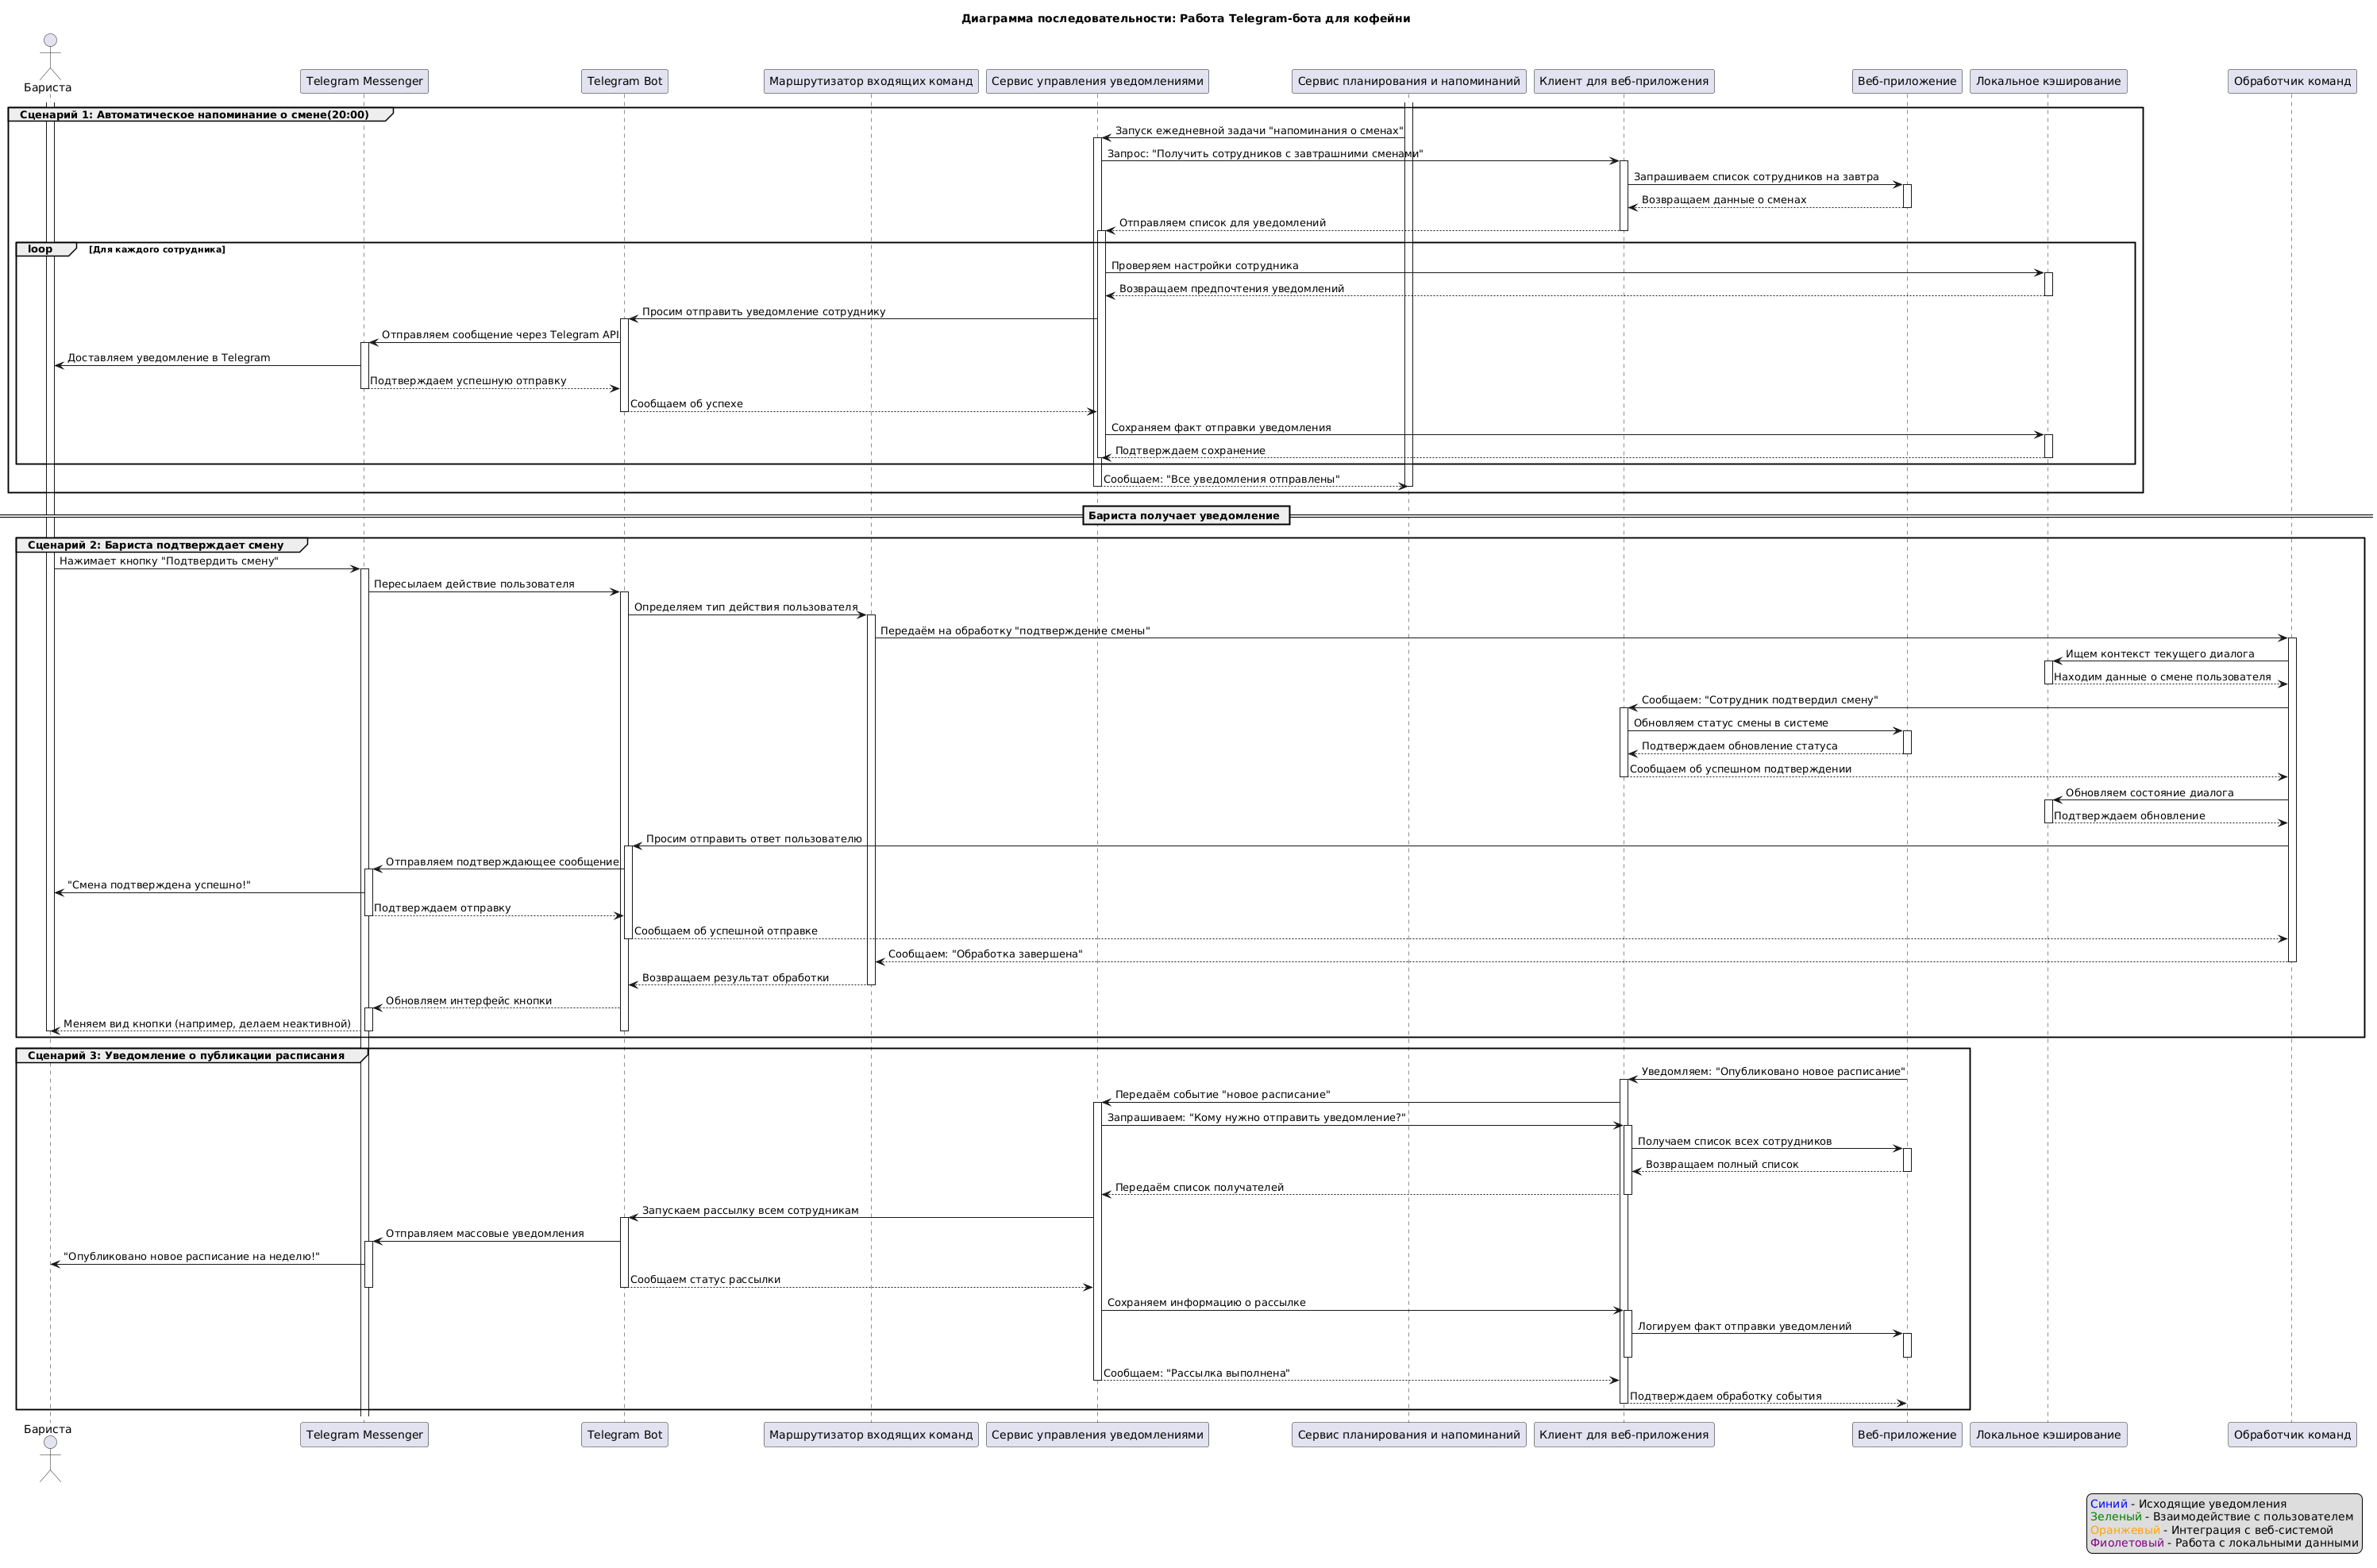 Диаграмма последовательности: Работа Telegram-бота для кофейни
Бариста
Telegram Messenger
Telegram Bot
Маршрутизатор входящих команд
Сервис управления уведомлениями
Сервис планирования и напоминаний
Клиент для веб-приложения
Веб-приложение
Локальное кэширование
Обработчик команд
Сценарий 1: Автоматическое напоминание о смене(20:00)
Запуск ежедневной задачи "напоминания о сменах"
Запрос: "Получить сотрудников с завтрашними сменами"
Запрашиваем список сотрудников на завтра
Возвращаем данные о сменах
Отправляем список для уведомлений
loop
[Для каждого сотрудника]
Проверяем настройки сотрудника
Возвращаем предпочтения уведомлений
Просим отправить уведомление сотруднику
Отправляем сообщение через Telegram API
Доставляем уведомление в Telegram
Подтверждаем успешную отправку
Сообщаем об успехе
Сохраняем факт отправки уведомления
Подтверждаем сохранение
Сообщаем: "Все уведомления отправлены"
Бариста получает уведомление
Сценарий 2: Бариста подтверждает смену
Нажимает кнопку "Подтвердить смену"
Пересылаем действие пользователя
Определяем тип действия пользователя
Передаём на обработку "подтверждение смены"
Ищем контекст текущего диалога
Находим данные о смене пользователя
Сообщаем: "Сотрудник подтвердил смену"
Обновляем статус смены в системе
Подтверждаем обновление статуса
Сообщаем об успешном подтверждении
Обновляем состояние диалога
Подтверждаем обновление
Просим отправить ответ пользователю
Отправляем подтверждающее сообщение
"Смена подтверждена успешно!"
Подтверждаем отправку
Сообщаем об успешной отправке
Сообщаем: "Обработка завершена"
Возвращаем результат обработки
Обновляем интерфейс кнопки
Меняем вид кнопки (например, делаем неактивной)
Сценарий 3: Уведомление о публикации расписания
Уведомляем: "Опубликовано новое расписание"
Передаём событие "новое расписание"
Запрашиваем: "Кому нужно отправить уведомление?"
Получаем список всех сотрудников
Возвращаем полный список
Передаём список получателей
Запускаем рассылку всем сотрудникам
Отправляем массовые уведомления
"Опубликовано новое расписание на неделю!"
Сообщаем статус рассылки
Сохраняем информацию о рассылке
Логируем факт отправки уведомлений
Сообщаем: "Рассылка выполнена"
Подтверждаем обработку события
Бариста
Telegram Messenger
Telegram Bot
Маршрутизатор входящих команд
Сервис управления уведомлениями
Сервис планирования и напоминаний
Клиент для веб-приложения
Веб-приложение
Локальное кэширование
Обработчик команд
Синий - Исходящие уведомления
Зеленый - Взаимодействие с пользователем
Оранжевый - Интеграция с веб-системой
Фиолетовый - Работа с локальными данными